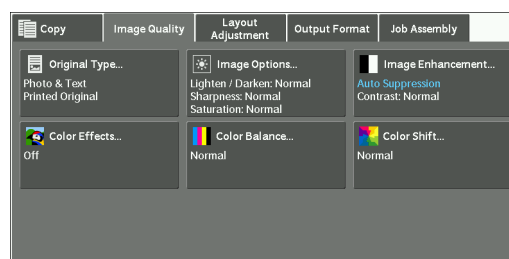 Copy
Image Quality
Layout
Adjustment
Output Format
Job Assembly
Original Type...
Photo & Text
Printed Original
Image Options...
Lighten / Darken: Normal
Sharpness: Normal
Saturation: Normal
Image Enhancement...
Auto Suppression
Contrast: Normal
Color Effects...
Off
Color Balance...
Normal
Color Shift...
Normal